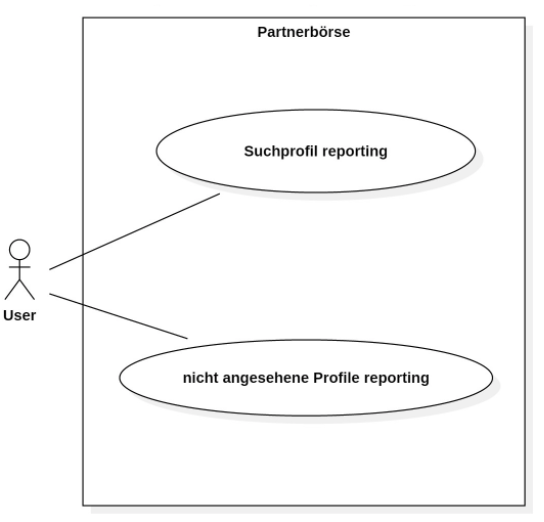 Partnerbörse
Suchprofil reporting
User
nicht angesehene Profile reporting